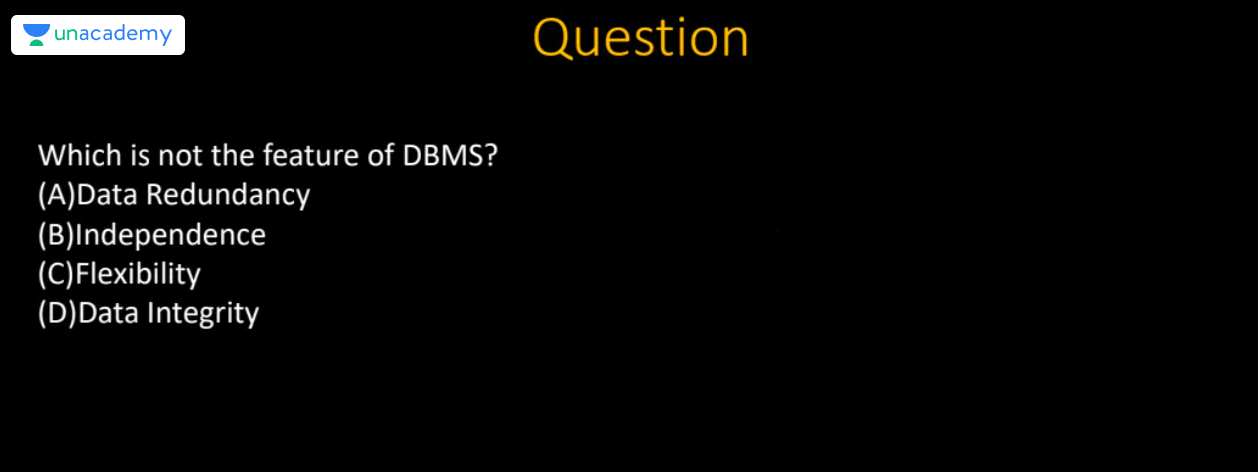 unacademy
Question
Which is not the feature of DBMS?
(A)Data Redundancy
(B)Independence
(C)Flexibility
(D)Data Integrity